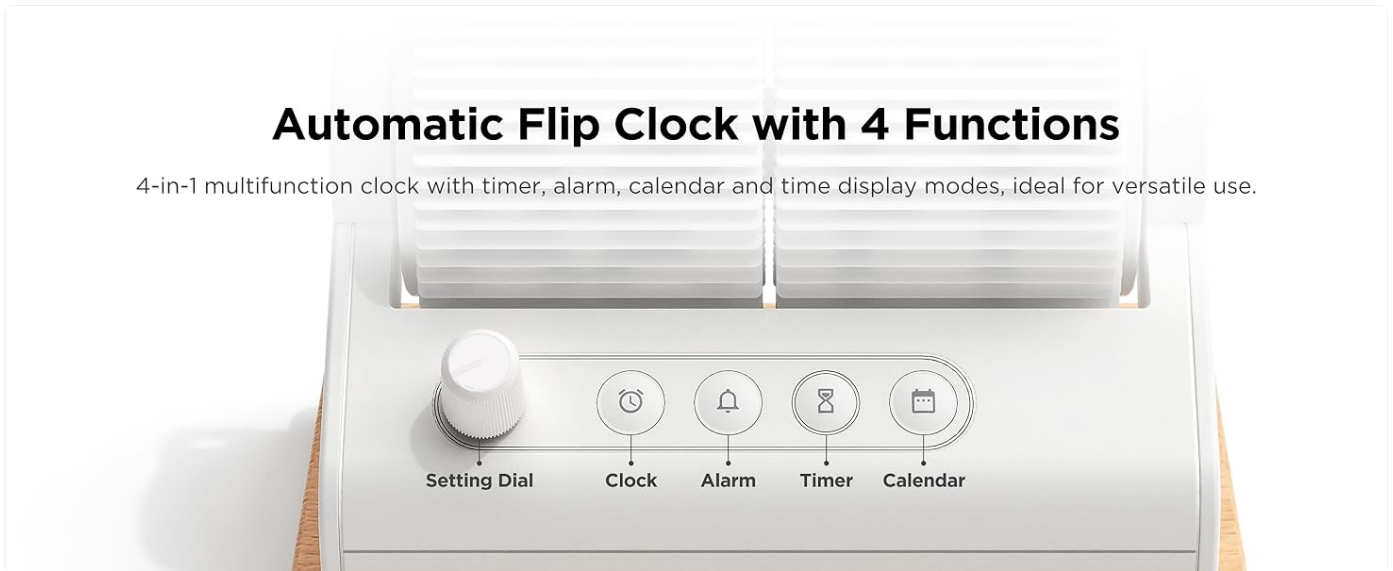 Automatic Flip Clock with 4 Functions
4-in-1 multifunction clock with timer, alarm, calendar and time display modes, ideal for versatile use.
Setting Dial
Clock
Alarm
Timer
Calendar